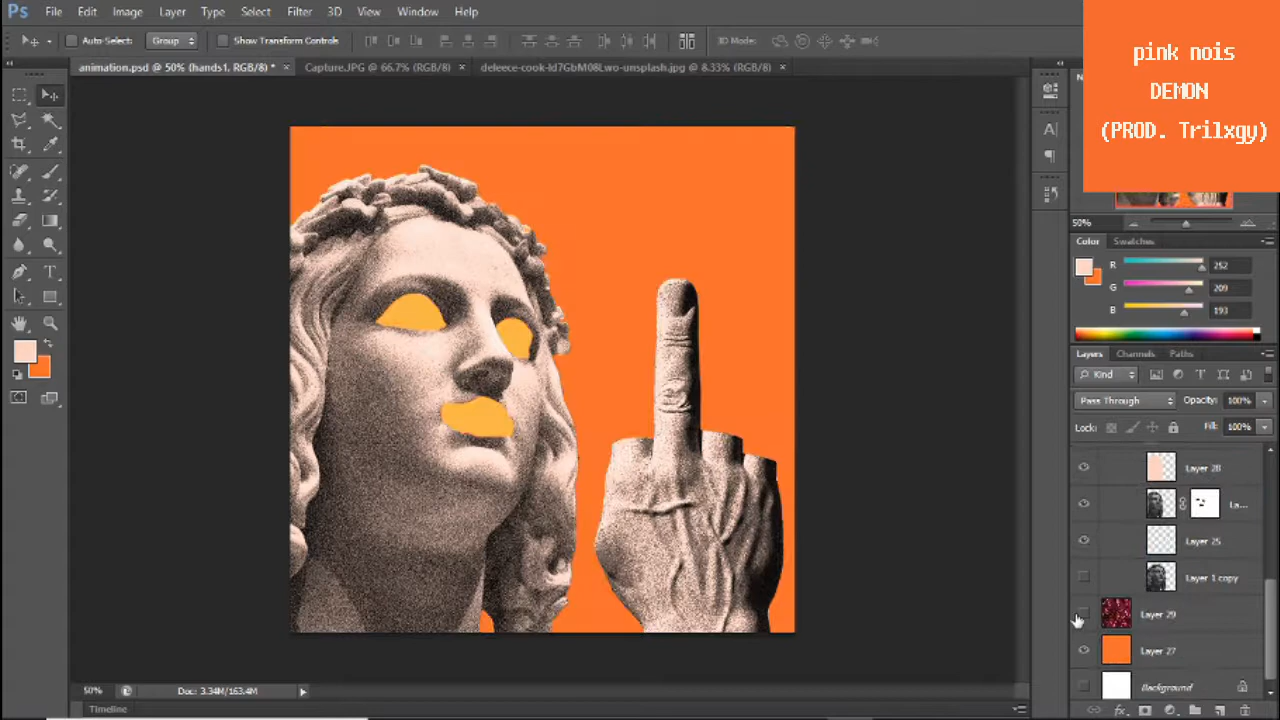 Ps File Edit Image Layer Type Select Filter 3D View Window Help
Auto-Select: Group Show Transform Controls 3D Mode:
animation.psd @ 50% (hands1, RGB/8) * × Capture.JPG @ 66.7% (RGB/8) × deleece-cook-ld7GbM08Lwo-unsplash.jpg @ 8.33% (RGB/8) ×
pink nois
DEMON
(PROD. Trilxgy)
50%
Color Swatches
R 252
G 209
B 193
Layers Channels Paths
Kind
Pass Through Opacity: 100%
Lock: Fill: 100%
Layer 28
La...
Layer 25
Layer 1 copy
Layer 29
Layer 27
Background
50% Doc: 3.34M/163.4M
Timeline